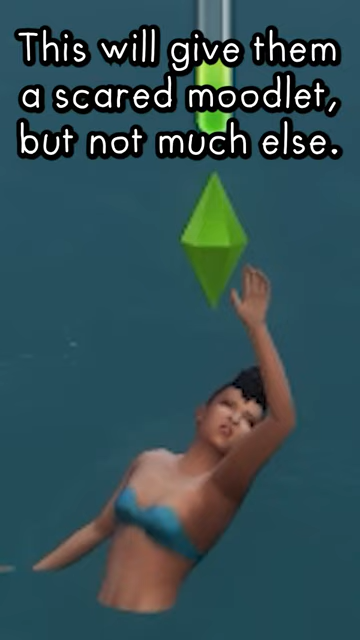 This will give them
a scared moodlet,
but not much else.